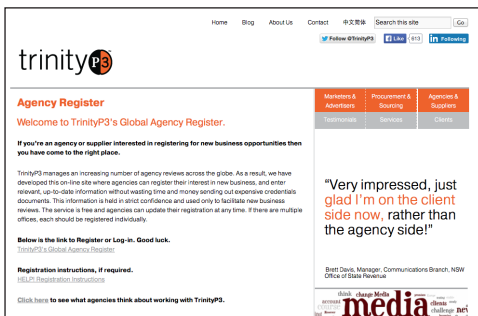 Home Blog About Us Contact 中文繁体 Search this site Go
Follow @TrinityP3 Like 610 Following
trinity P3
Agency Register
Welcome to TrinityP3's Global Agency Register.
If you're an agency or supplier interested in registering for new business opportunities then
you have come to the right place.
TrinityP3 manages an increasing number of agency reviews across the globe. As a result, we have
developed this on-line site where agencies can register their interest in new business, and enter
relevant, up-to-date information without wasting time and money sending out expensive credentials
documents. This information is held in strict confidence and used only to facilitate new business
reviews. The service is free and agencies can update their registration at any time. If there are multiple
offices, each should be registered individually.
Below is the link to Register or Log-in. Good luck.
TrinityP3's Global Agency Register
Registration instructions, if required.
HELP! Registration Instructions
Click here to see what agencies think about working with TrinityP3.
Marketers &
Advertisers
Procurement &
Sourcing
Agencies &
Suppliers
Testimonials Services Clients
"Very impressed, just
glad I'm on the client
side now, rather than
the agency side!"
Brett Davis, Manager, Communications Branch, NSW
Office of State Revenue
think change Media
account
media
clients
challenge